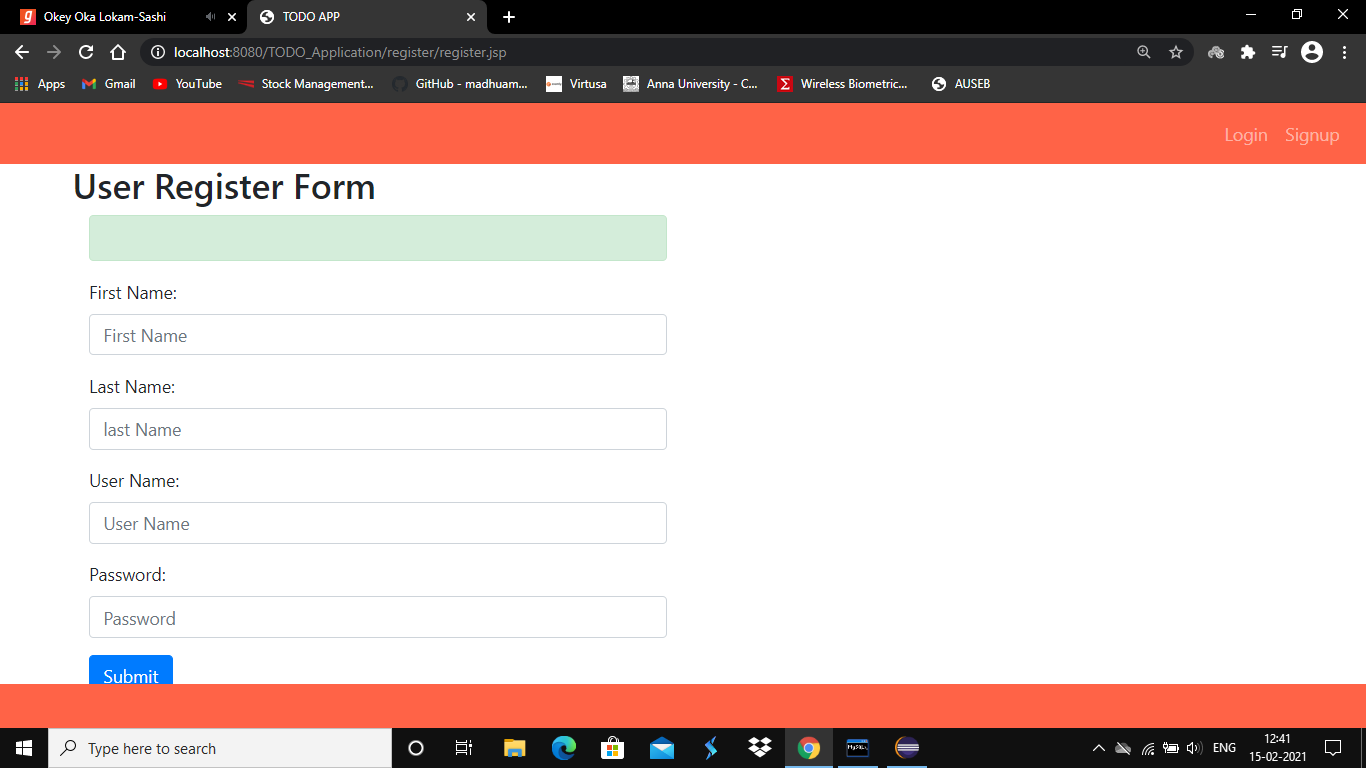 Okey Oka Lokam-Sashi
TODO APP
localhost:8080/TODO_Application/register/register.jsp
Apps Gmail YouTube Stock Management... GitHub - madhuam... Virtusa Anna University - C... Wireless Biometric... AUSEB
Login Signup
User Register Form
First Name:
First Name
Last Name:
last Name
User Name:
User Name
Password:
Password
Submit
Type here to search
ENG
12:41
15-02-2021